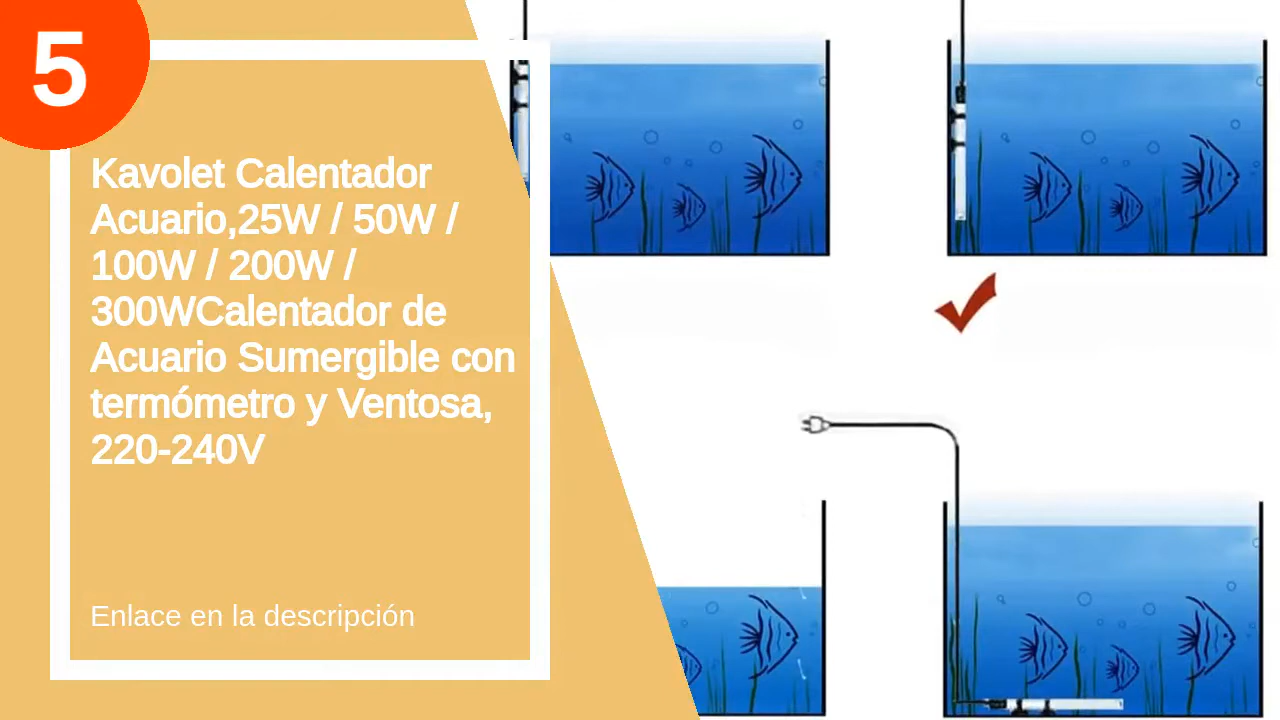 5
Kavolet Calentador
Acuario,25W / 50W /
100W / 200W /
300WCalentador de
Acuario Sumergible con
termómetro y Ventosa,
220-240V
Enlace en la descripción